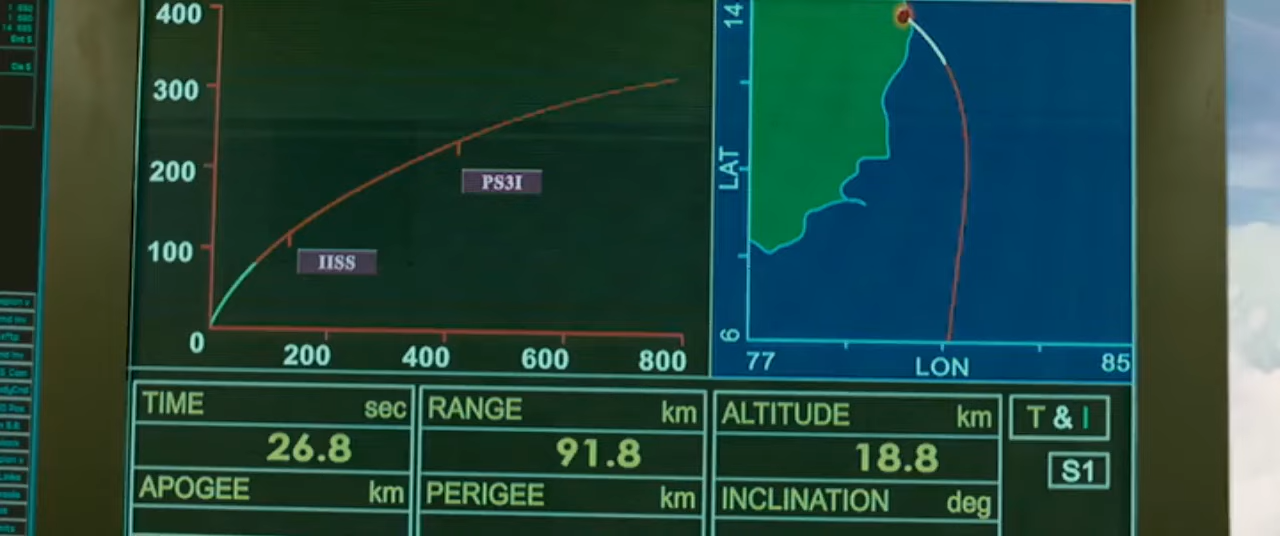 400
300
200
100
0
PS3I
IISS
200 400 600 800
14
LAT
6
77 LON 85
TIME sec RANGE km ALTITUDE km T & I
26.8 91.8 18.8 S1
APOGEE km PERIGEE km INCLINATION deg